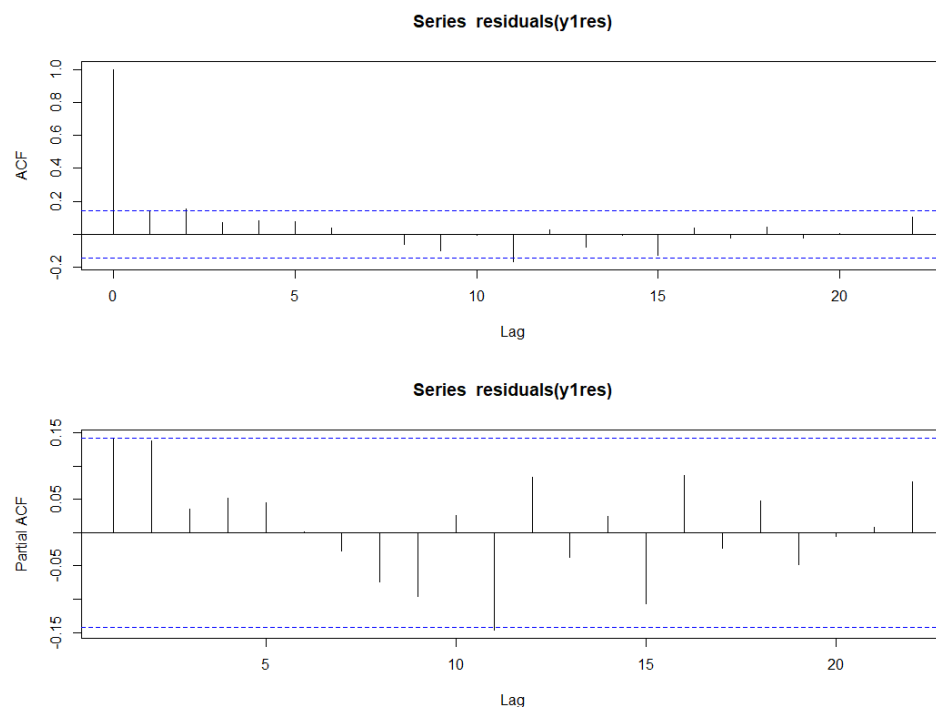 Series residuals(y1res)
ACF
1.0
0.8
0.6
0.4
0.2
-0.2
0 5 10 15 20
Lag
Series residuals(y1res)
Partial ACF
0.15
0.05
-0.05
-0.15
5 10 15 20
Lag